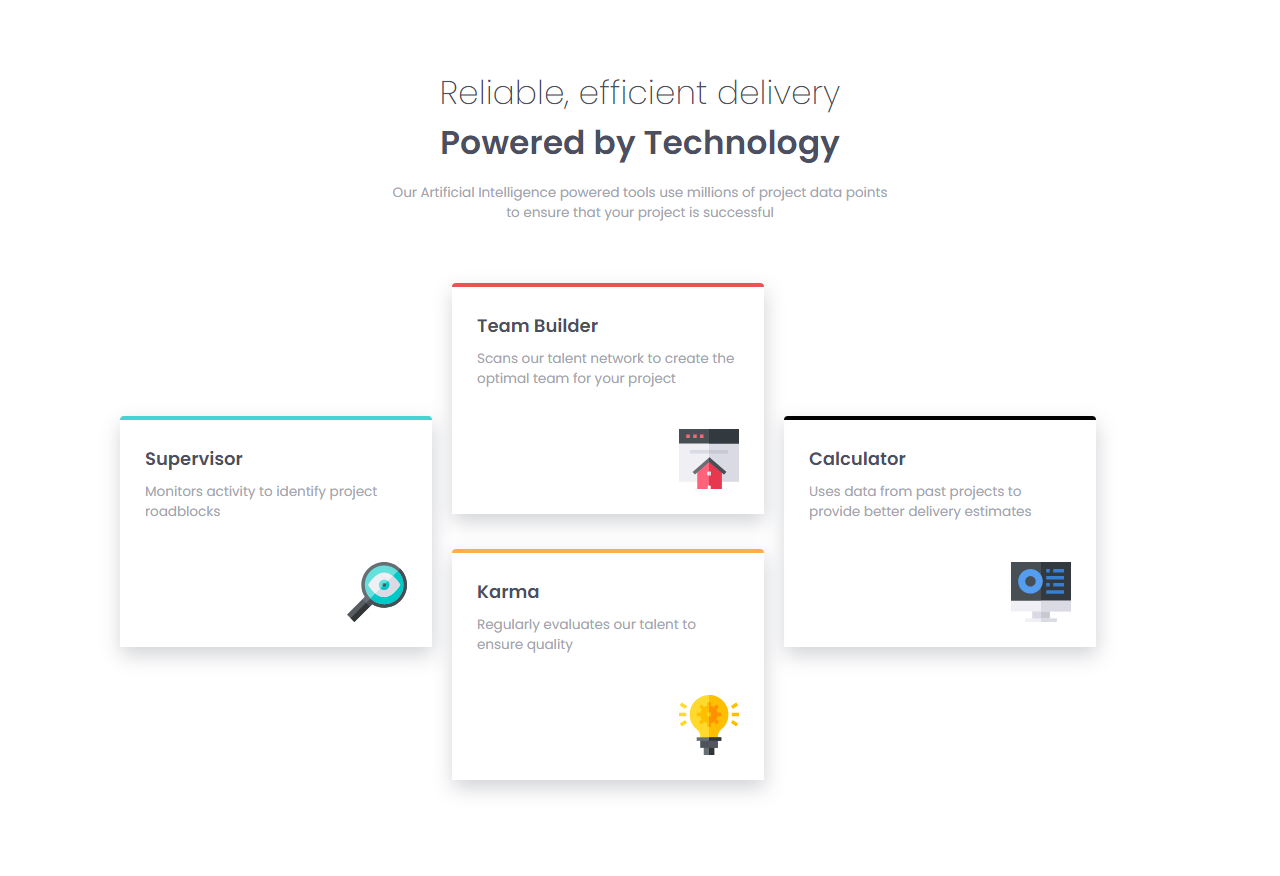 Reliable, efficient delivery
Powered by Technology
Our Artificial Intelligence powered tools use millions of project data points
to ensure that your project is successful
Team Builder
Scans our talent network to create the
optimal team for your project
Supervisor
Monitors activity to identify project
roadblocks
Calculator
Uses data from past projects to
provide better delivery estimates
Karma
Regularly evaluates our talent to
ensure quality